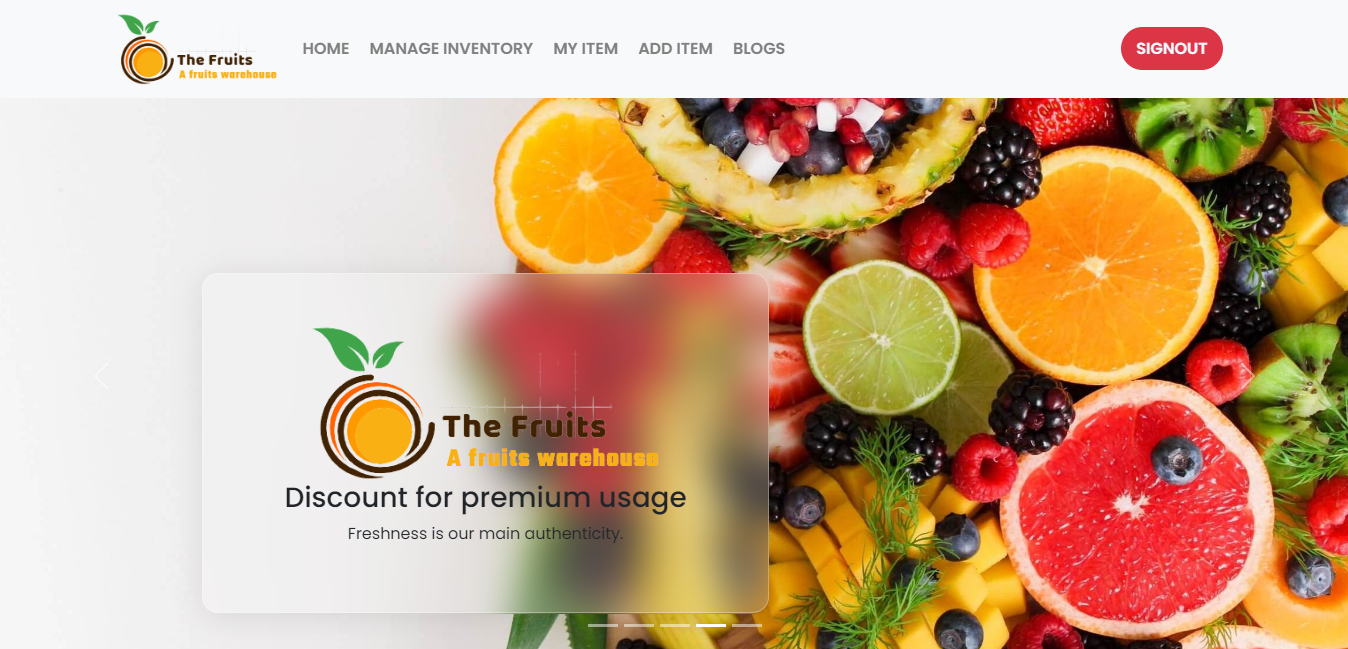 The Fruits
A fruits warehouse
HOME MANAGE INVENTORY MY ITEM ADD ITEM BLOGS
SIGNOUT
The Fruits
A fruits warehouse
Discount for premium usage
Freshness is our main authenticity.